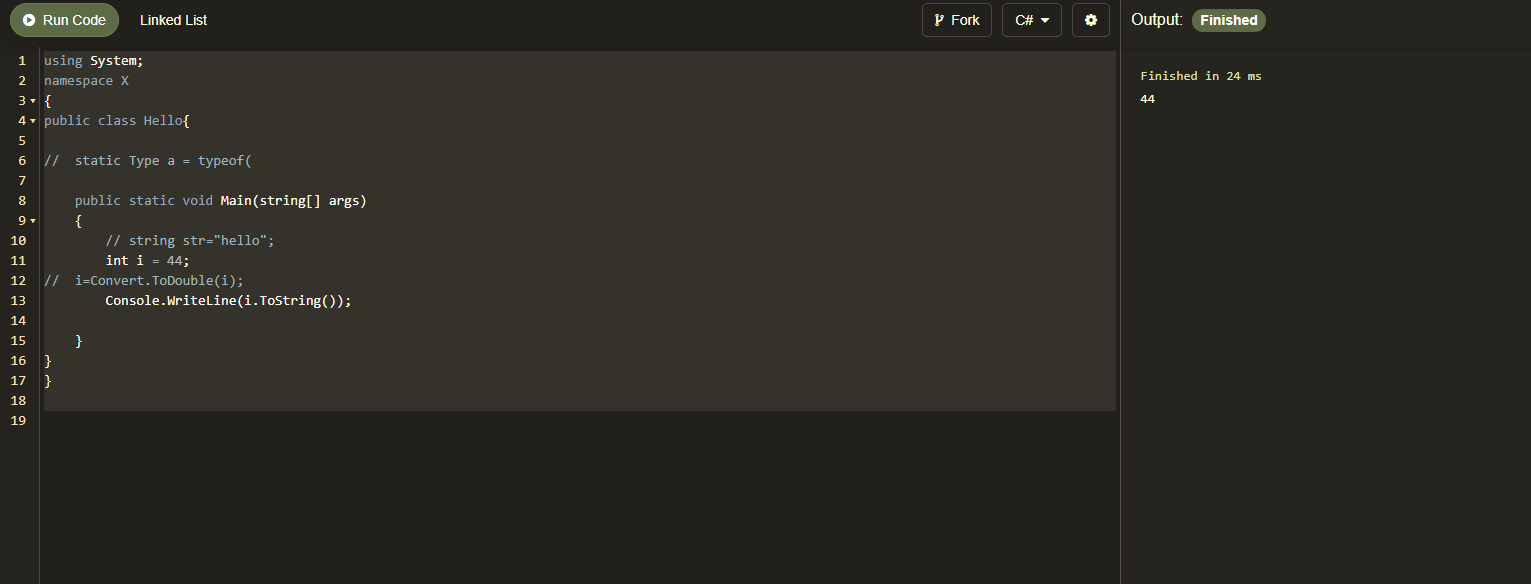 Run Code Linked List Fork C# Output: Finished
1 using System;
2 namespace X
3 {
4 public class Hello{
5
6 //  static Type a = typeof(
7
8     public static void Main(string[] args)
9     {
10         // string str="hello";
11         int i = 44;
12 //  i=Convert.ToDouble(i);
13         Console.WriteLine(i.ToString());
14
15     }
16 }
17 }
18
19
Finished in 24 ms
44